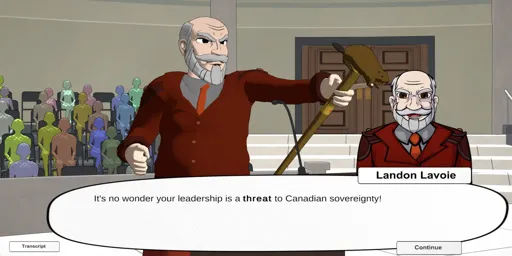 Landon Lavoie
It's no wonder your leadership is a threat to Canadian sovereignty!
Transcript
Continue